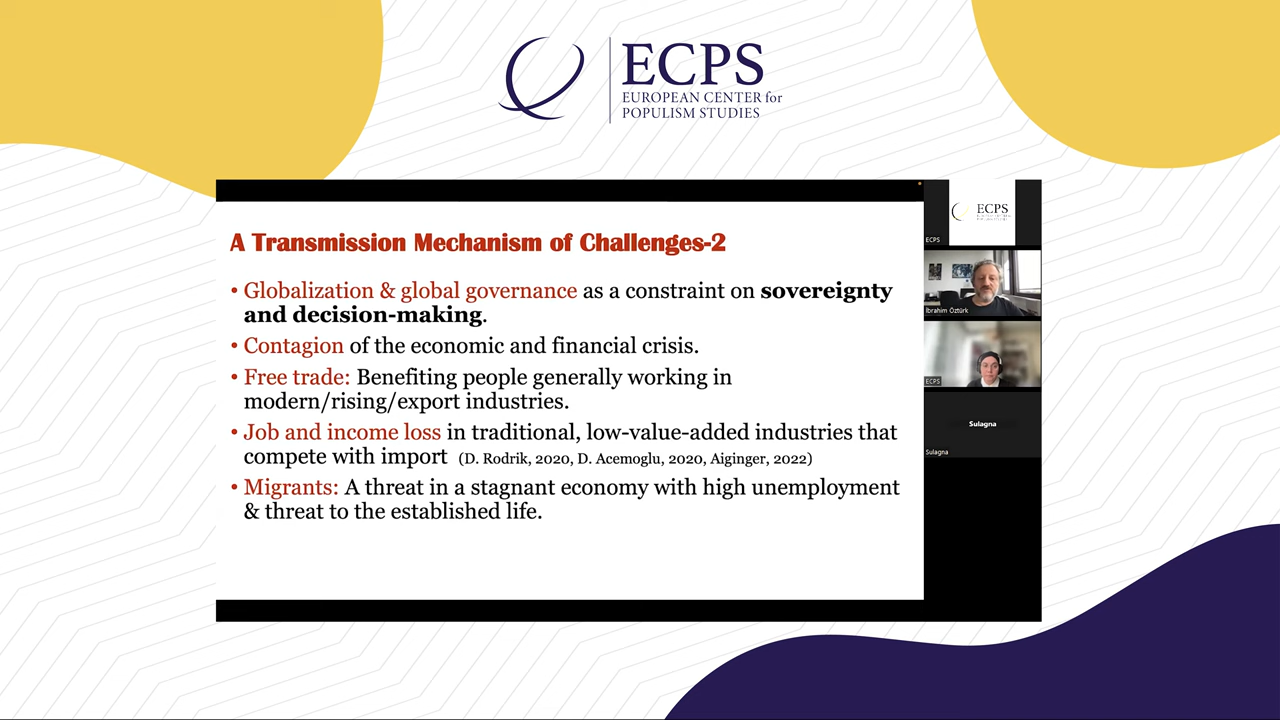 ECPS
EUROPEAN CENTER for
POPULISM STUDIES
A Transmission Mechanism of Challenges-2
• Globalization & global governance as a constraint on sovereignty
and decision-making.
• Contagion of the economic and financial crisis.
• Free trade: Benefiting people generally working in
modern/rising/export industries.
• Job and income loss in traditional, low-value-added industries that
compete with import (D. Rodrik, 2020, D. Acemoglu, 2020, Aiginger, 2022)
• Migrants: A threat in a stagnant economy with high unemployment
& threat to the established life.
ECPS
ECPS
İbrahim Öztürk
ECPS
Sulagna
Sulagna